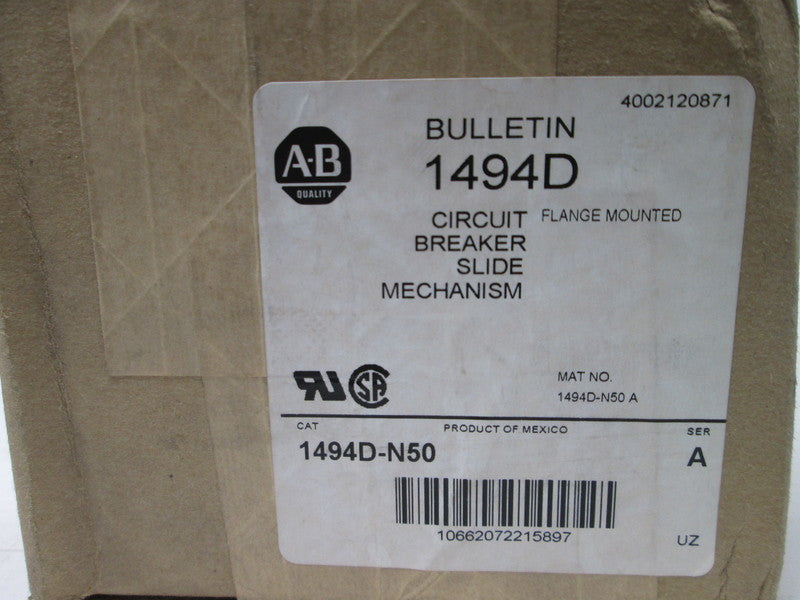 4002120871
A-B
QUALITY
BULLETIN
1494D
CIRCUIT
BREAKER
SLIDE
MECHANISM
FLANGE MOUNTED
MAT NO.
1494D-N50 A
CAT
PRODUCT OF MEXICO
SER
1494D-N50
A
10662072215897
UZ